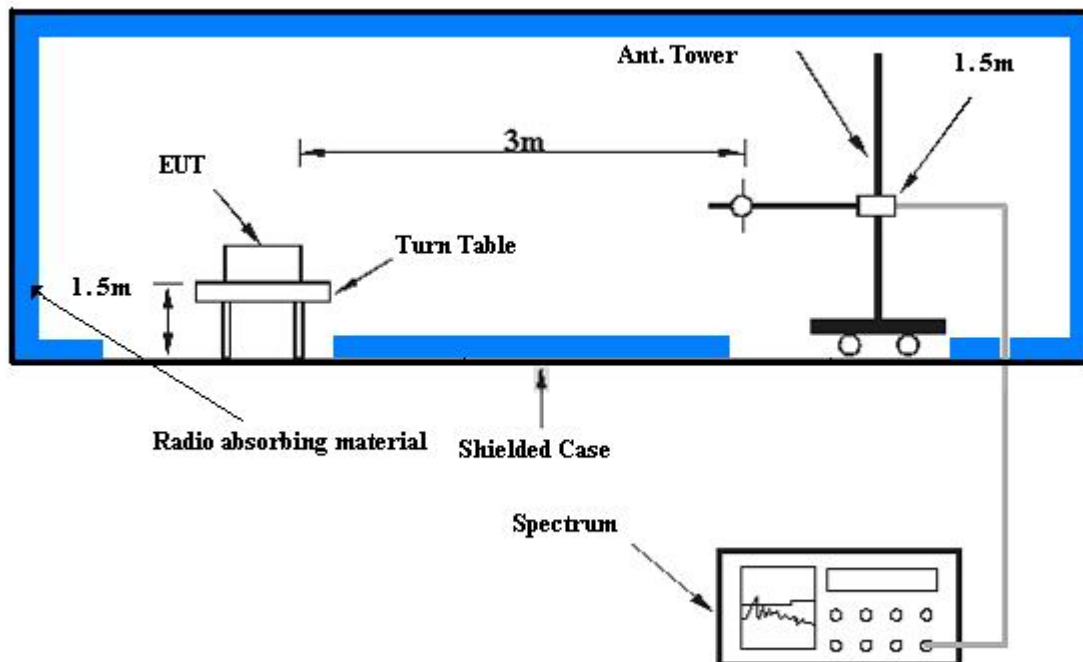 Ant. Tower
1.5m
3m
EUT
Turn Table
1.5m
Radio absorbing material
Shielded Case
Spectrum